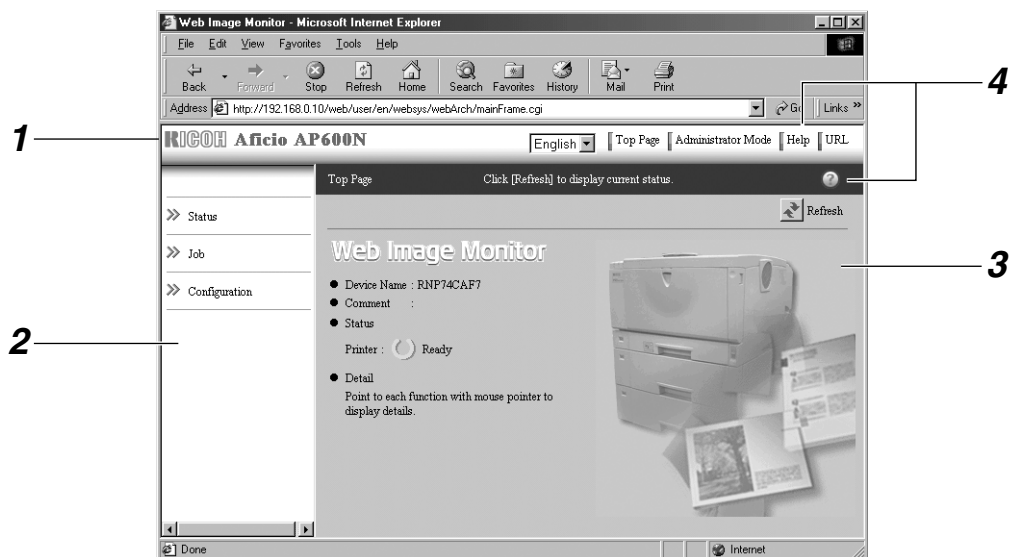 Web Image Monitor - Microsoft Internet Explorer
File Edit View Favorites Tools Help
Back Forward Stop Refresh Home Search Favorites History Mail Print
Address http://192.168.0.10/web/user/en/websys/webArch/mainFrame.cgi Go Links »
4
1
RICOH Aficio AP600N English Top Page Administrator Mode Help URL
Top Page Click [Refresh] to display current status. ?
Refresh
Status
Job
Configuration
2
Web Image Monitor
● Device Name : RNP74CAF7
● Comment :
● Status
Printer : Ready
● Detail
Point to each function with mouse pointer to
display details.
3
Done Internet